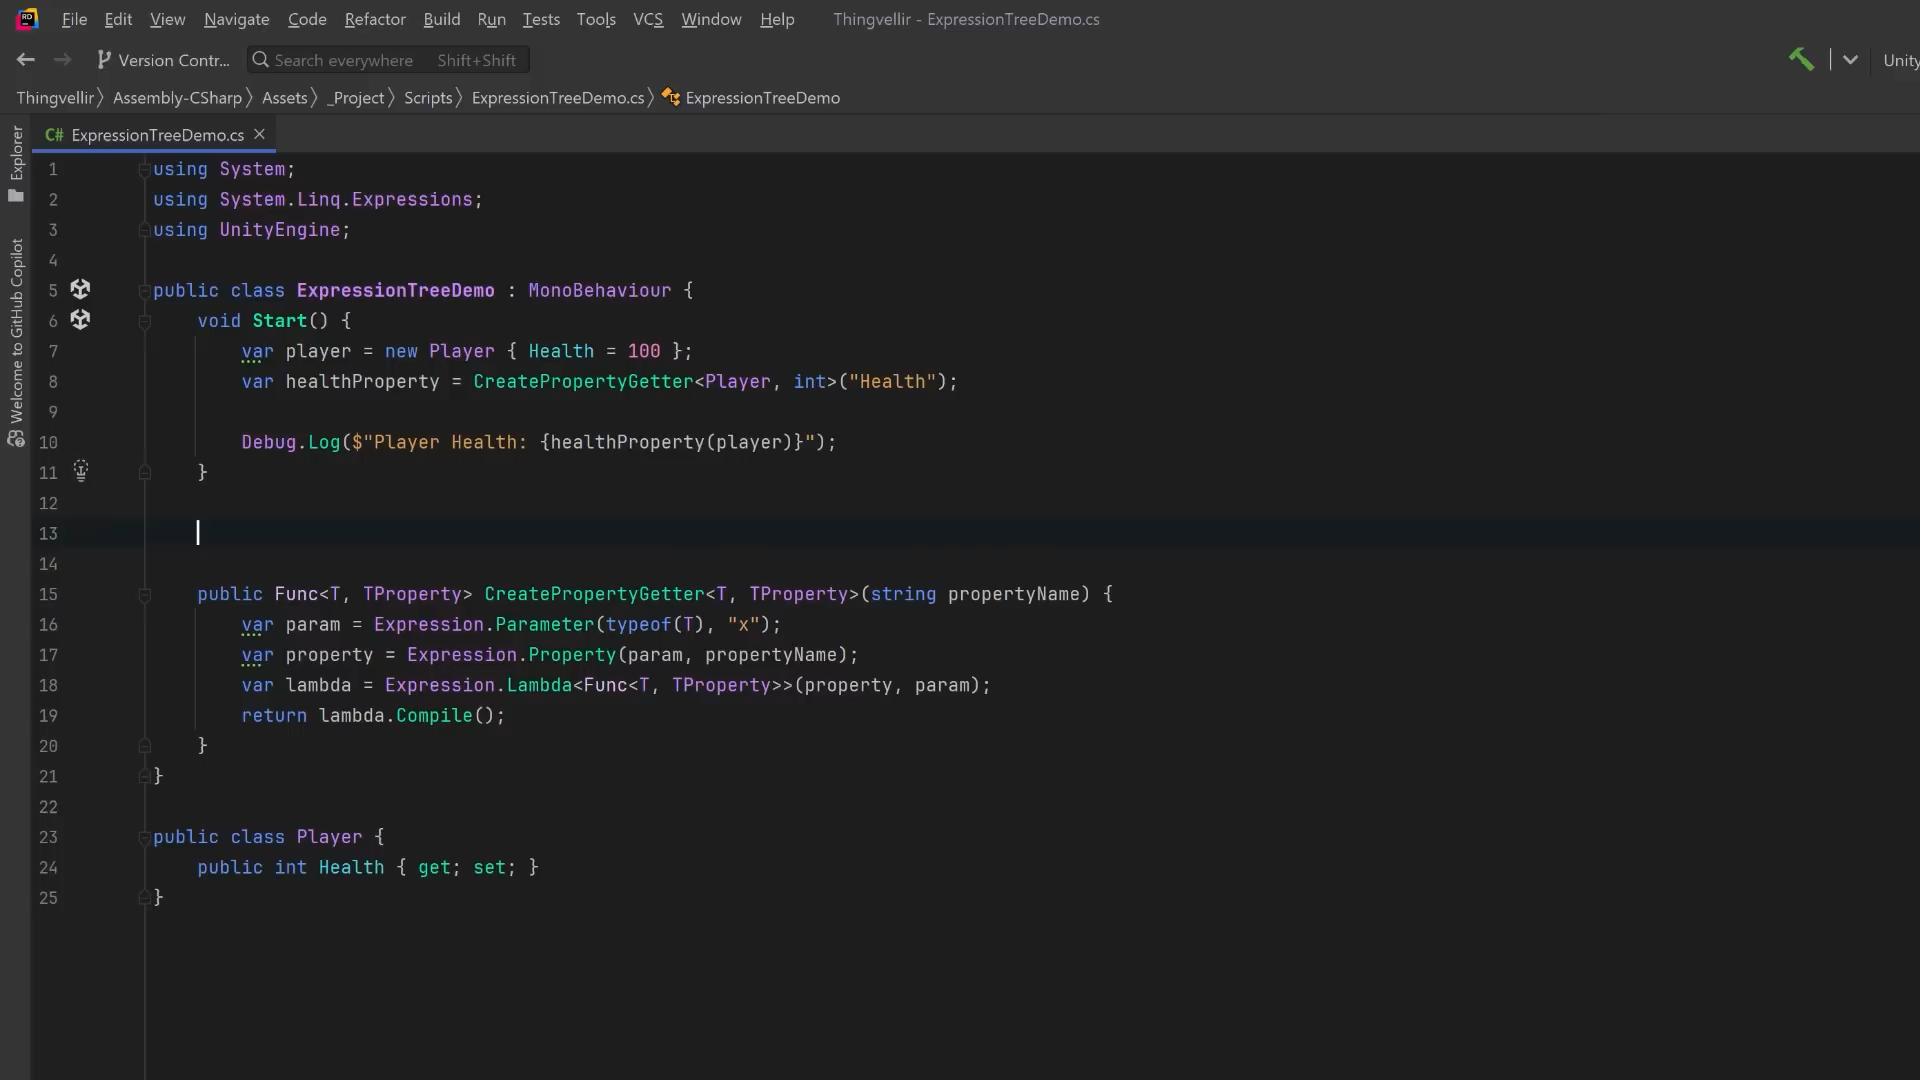 RD
File Edit View Navigate Code Refactor Build Run Tests Tools VCS Window Help Thingvellir - ExpressionTreeDemo.cs
Version Contr... Search everywhere Shift+Shift Unity
Thingvellir Assembly-CSharp Assets _Project Scripts ExpressionTreeDemo.cs ExpressionTreeDemo
Explorer
Welcome to GitHub Copilot
C# ExpressionTreeDemo.cs
1 using System;
2 using System.Linq.Expressions;
3 using UnityEngine;
4
5 public class ExpressionTreeDemo : MonoBehaviour {
6 void Start() {
7 var player = new Player { Health = 100 };
8 var healthProperty = CreatePropertyGetter<Player, int>("Health");
9
10 Debug.Log($"Player Health: {healthProperty(player)}");
11 }
12
13
14
15 public Func<T, TProperty> CreatePropertyGetter<T, TProperty>(string propertyName) {
16 var param = Expression.Parameter(typeof(T), "x");
17 var property = Expression.Property(param, propertyName);
18 var lambda = Expression.Lambda<Func<T, TProperty>>(property, param);
19 return lambda.Compile();
20 }
21 }
22
23 public class Player {
24 public int Health { get; set; }
25 }